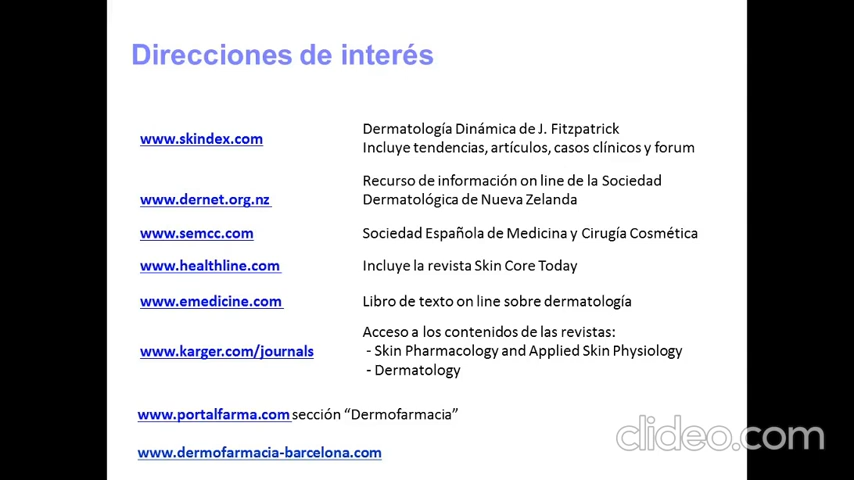 Direcciones de interés
www.skindex.com
Dermatología Dinámica de J. Fitzpatrick
Incluye tendencias, artículos, casos clínicos y forum
www.dernet.org.nz
Recurso de información on line de la Sociedad
Dermatológica de Nueva Zelanda
www.semcc.com
Sociedad Española de Medicina y Cirugía Cosmética
www.healthline.com
Incluye la revista Skin Core Today
www.emedicine.com
Libro de texto on line sobre dermatología
www.karger.com/journals
Acceso a los contenidos de las revistas:
- Skin Pharmacology and Applied Skin Physiology
- Dermatology
www.portalfarma.com sección “Dermofarmacia”
www.dermofarmacia-barcelona.com
clideo.com